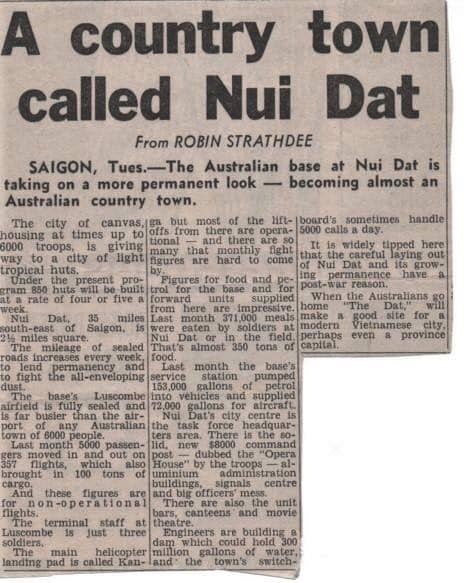 A country town
called Nui Dat
From ROBIN STRATHDEE
SAIGON, Tues.—The Australian base at Nui Dat is
taking on a more permanent look — becoming almost an
Australian country town.
The city of canvas,
housing at times up to
6000 troops, is giving
way to a city of light
tropical huts.
Under the present pro-
gram 850 huts will be built
at a rate of four or five a
week.
Nui Dat, 35 miles
south-east of Saigon, is
2½ miles square.
The mileage of sealed
roads increases every week,
to lend permanency and
to fight the all-enveloping
dust.
The base's Luscombe
airfield is fully sealed and
is far busier than the air-
port of any Australian
town of 6000 people.
Last month 5000 passen-
gers moved in and out on
357 flights, which also
brought in 100 tons of
cargo.
And these figures are
for non-operational
flights.
The terminal staff at
Luscombe is just three
soldiers.
The main helicopter
landing pad is called Kan-
ga but most of the lift-
offs from there are opera-
tional — and there are so
many that monthly flight
figures are hard to come
by.
Figures for food and pe-
trol for the base and for
forward units supplied
from here are impressive.
Last month 371,000 meals
were eaten by soldiers at
Nui Dat or in the field.
That's almost 350 tons of
food.
Last month the base's
service station pumped
153,000 gallons of petrol
into vehicles and supplied
72,000 gallons for aircraft.
Nui Dat's city centre is
the task force headquar-
ters area. There is the so-
lid, new $8000 command
post — dubbed the "Opera
House" by the troops — al-
uminium administration
buildings, signals centre
and big officers' mess.
There are also the unit
bars, canteens and movie
theatre.
Engineers are building a
dam which could hold 300
million gallons of water,
and the town's switch-
board's sometimes handle
5000 calls a day.
It is widely tipped here
that the careful laying out
of Nui Dat and its grow-
ing permanence have a
post-war reason.
When the Australians go
home "The Dat," will
make a good site for a
modern Vietnamese city,
perhaps even a province
capital.